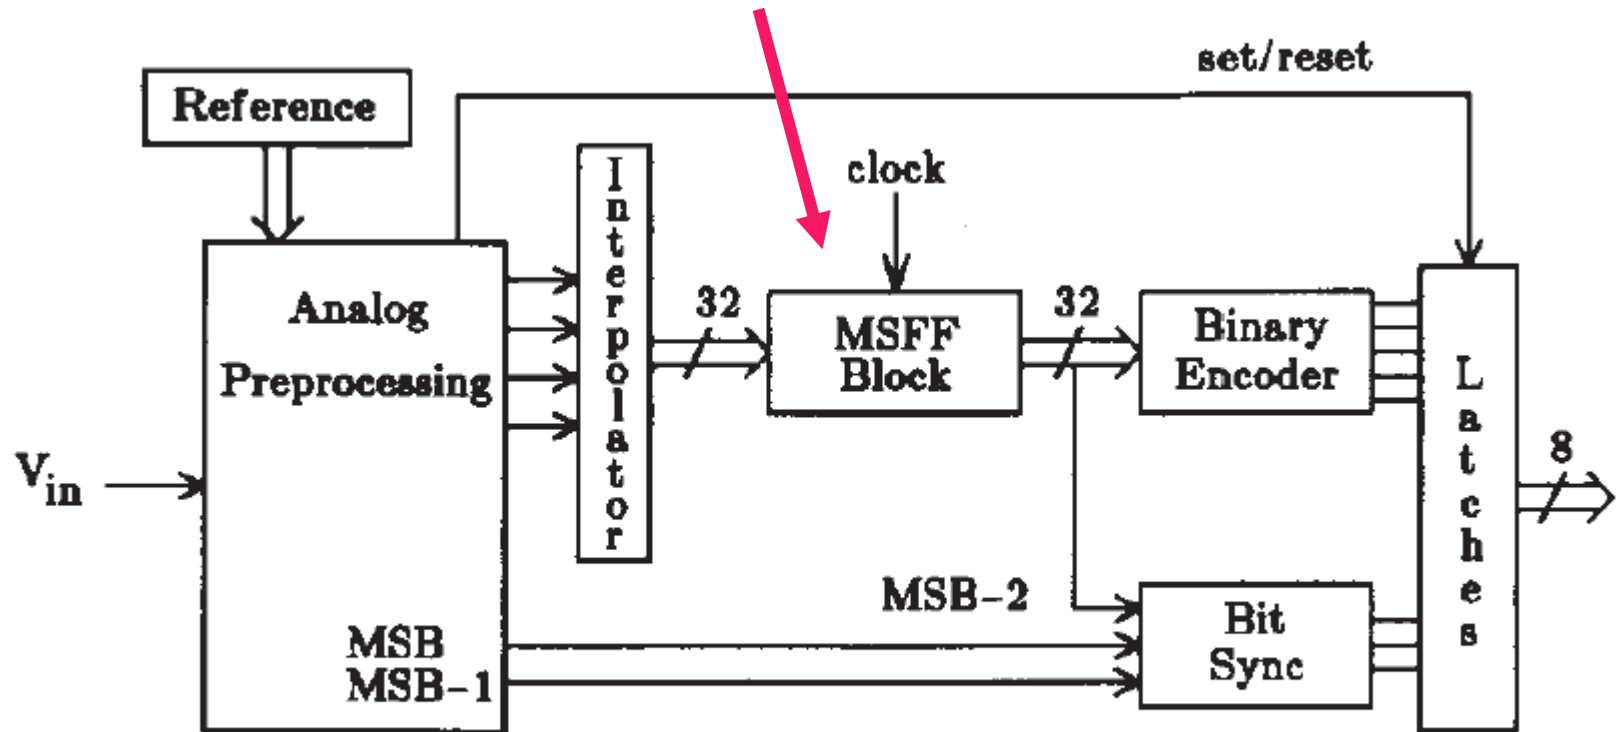 set/reset
Reference
clock
Interpolator
Analog
Preprocessing
32
MSFF
Block
32
Binary
Encoder
Latches
8
Vin
MSB-2
MSB
MSB-1
Bit
Sync